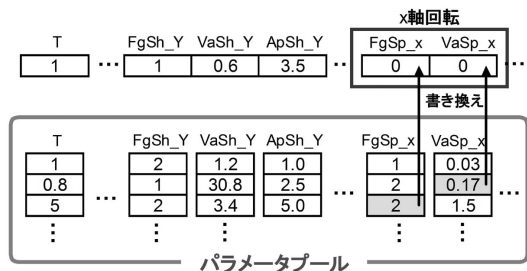 x軸回転
T FgSh_Y VaSh_Y ApSh_Y FgSp_x VaSp_x
1 … 1 0.6 3.5 … 0 0 …
書き換え
T FgSh_Y VaSh_Y ApSh_Y FgSp_x VaSp_x
1 2 1.2 1.0 1 0.03
0.8 … 1 30.8 2.5 … 2 0.17 …
5 2 3.4 5.0 2 1.5
パラメータプール